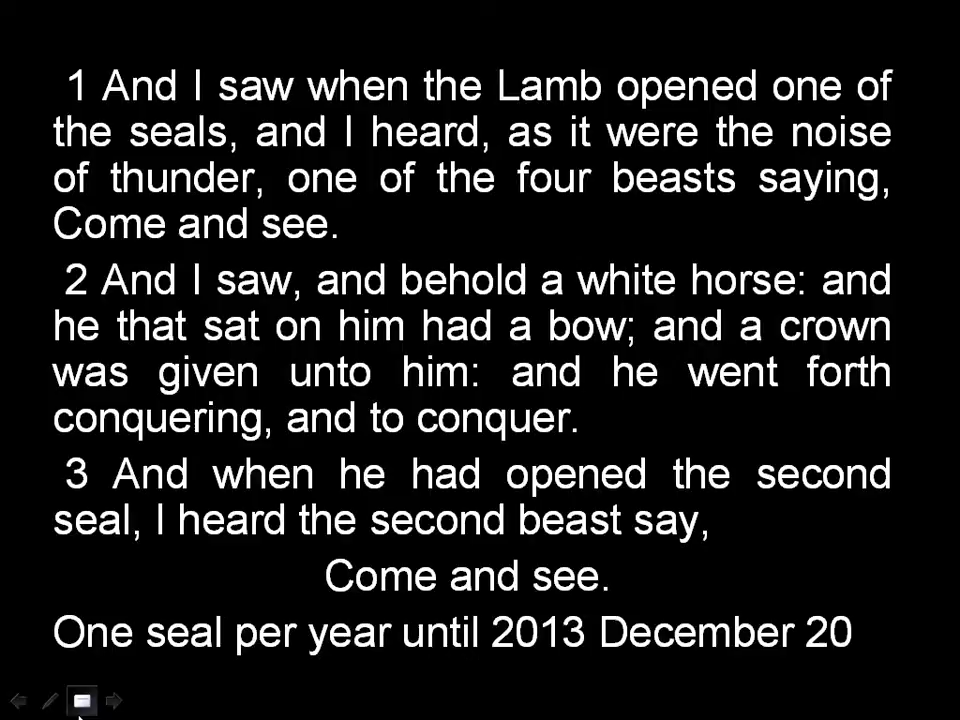 1 And I saw when the Lamb opened one of
the seals, and I heard, as it were the noise
of thunder, one of the four beasts saying,
Come and see.
2 And I saw, and behold a white horse: and
he that sat on him had a bow; and a crown
was given unto him: and he went forth
conquering, and to conquer.
3 And when he had opened the second
seal, I heard the second beast say,
Come and see.
One seal per year until 2013 December 20